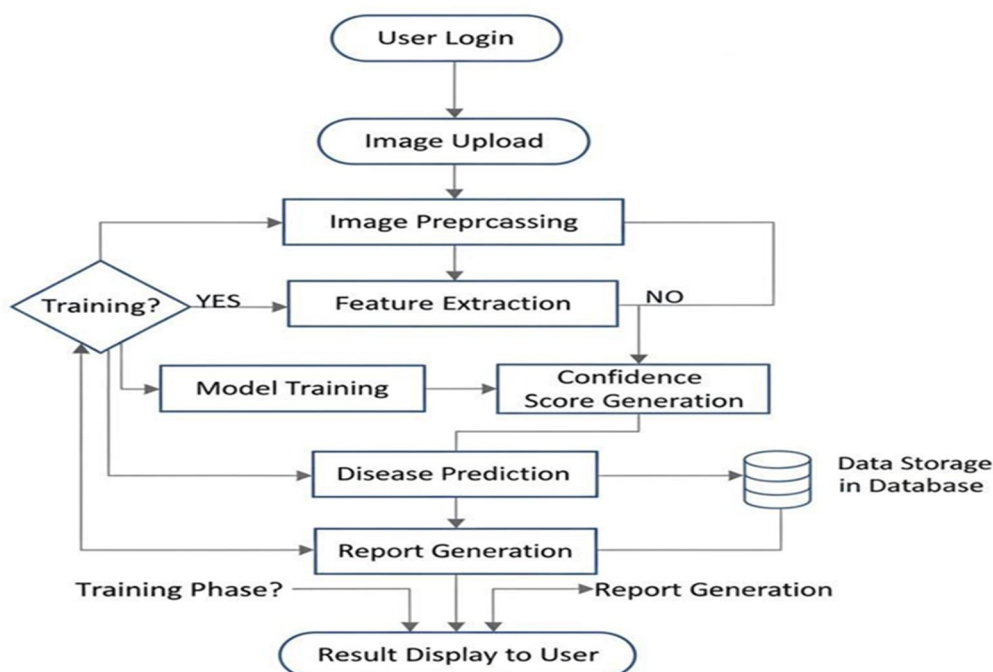 User Login
Image Upload
Image Preprcassing
Training?
YES
Feature Extraction
NO
Model Training
Confidence
Score Generation
Disease Prediction
Data Storage
in Database
Report Generation
Training Phase?
Report Generation
Result Display to User